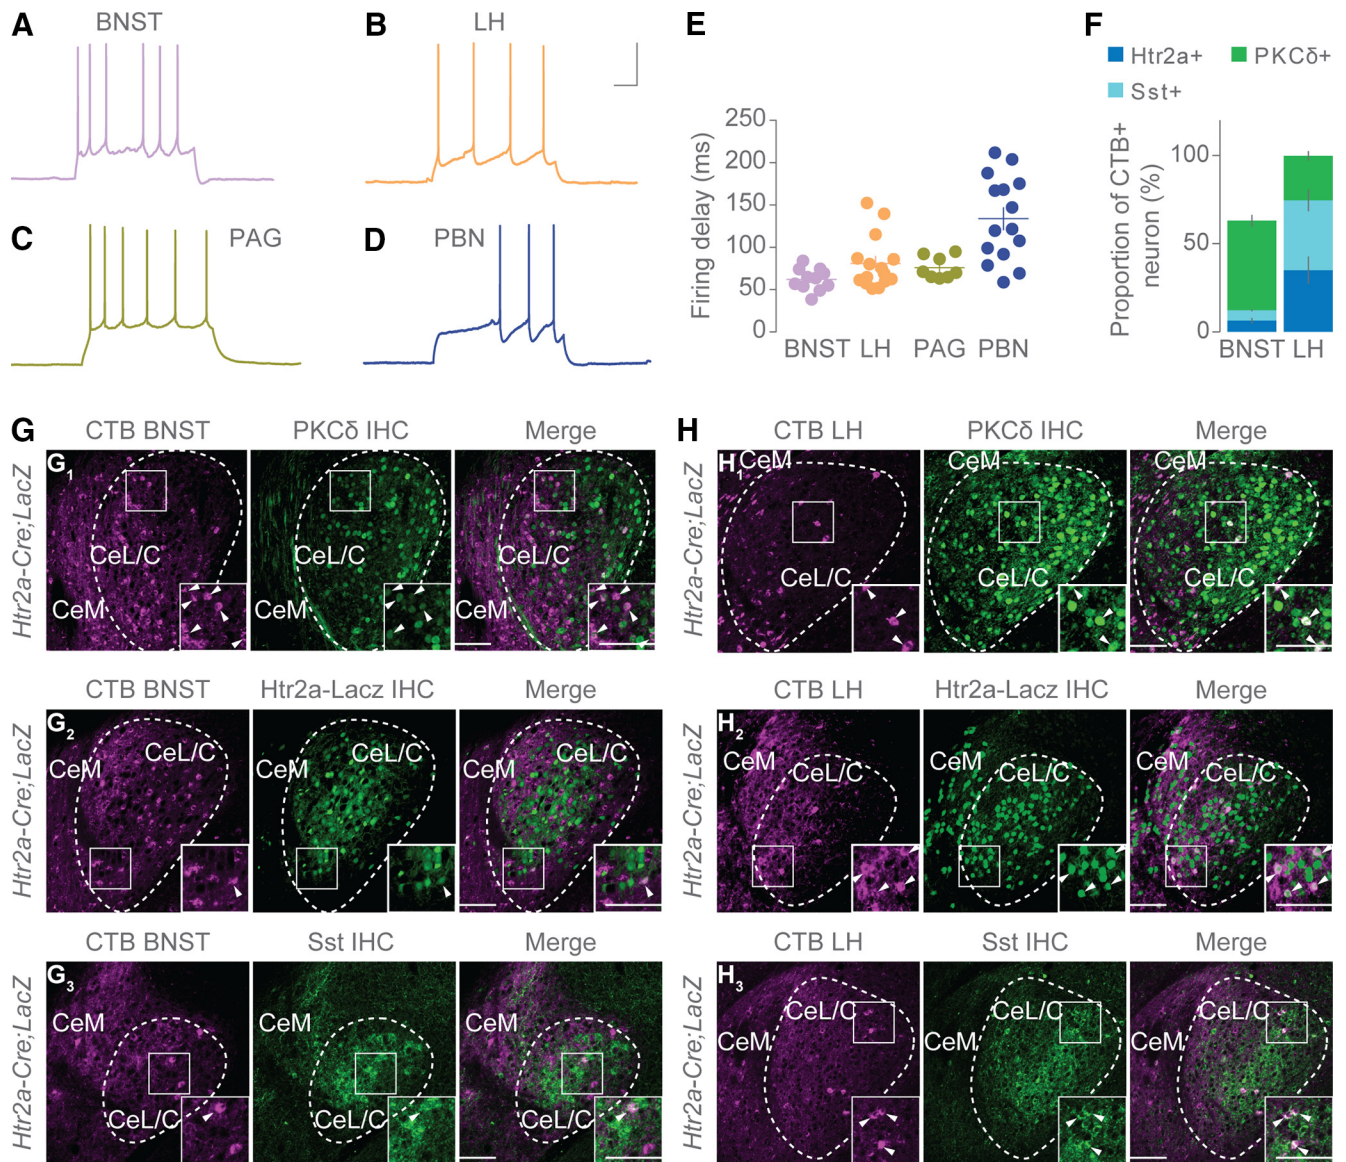 A
BNST
B
LH
C
PAG
D
PBN
E
Firing delay (ms)
250
200
150
100
50
0
BNST LH PAG PBN
F
Htr2a+ PKCδ+
Sst+
Proportion of CTB+
neuron (%)
100
50
0
BNST LH
G
CTB BNST PKCδ IHC Merge
Htr2a-Cre;LacZ
G1
CeL/C CeL/C CeL/C
CeM CeM CeM
CTB BNST Htr2a-Lacz IHC Merge
Htr2a-Cre;LacZ
G2
CeL/C CeL/C CeL/C
CeM CeM CeM
CTB BNST Sst IHC Merge
Htr2a-Cre;LacZ
G3
CeM CeM CeM
CeL/C CeL/C CeL/C
H
CTB LH PKCδ IHC Merge
Htr2a-Cre;LacZ
H1
CeM CeM CeM
CeL/C CeL/C CeL/C
CTB LH Htr2a-Lacz IHC Merge
Htr2a-Cre;LacZ
H2
CeM CeM CeM
CeL/C CeL/C CeL/C
CTB LH Sst IHC Merge
Htr2a-Cre;LacZ
H3
CeL/C CeL/C CeL/C
CeM CeM CeM